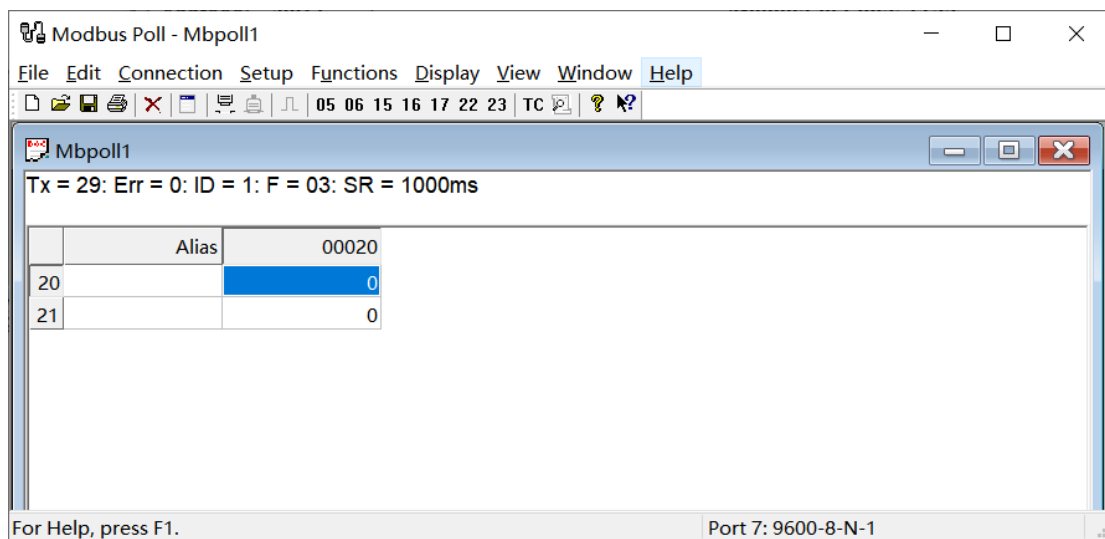 Modbus Poll - Mbpoll1
File Edit Connection Setup Functions Display View Window Help
05 06 15 16 17 22 23 TC
Mbpoll1
Tx = 29: Err = 0: ID = 1: F = 03: SR = 1000ms
Alias 00020
20 0
21 0
For Help, press F1. Port 7: 9600-8-N-1